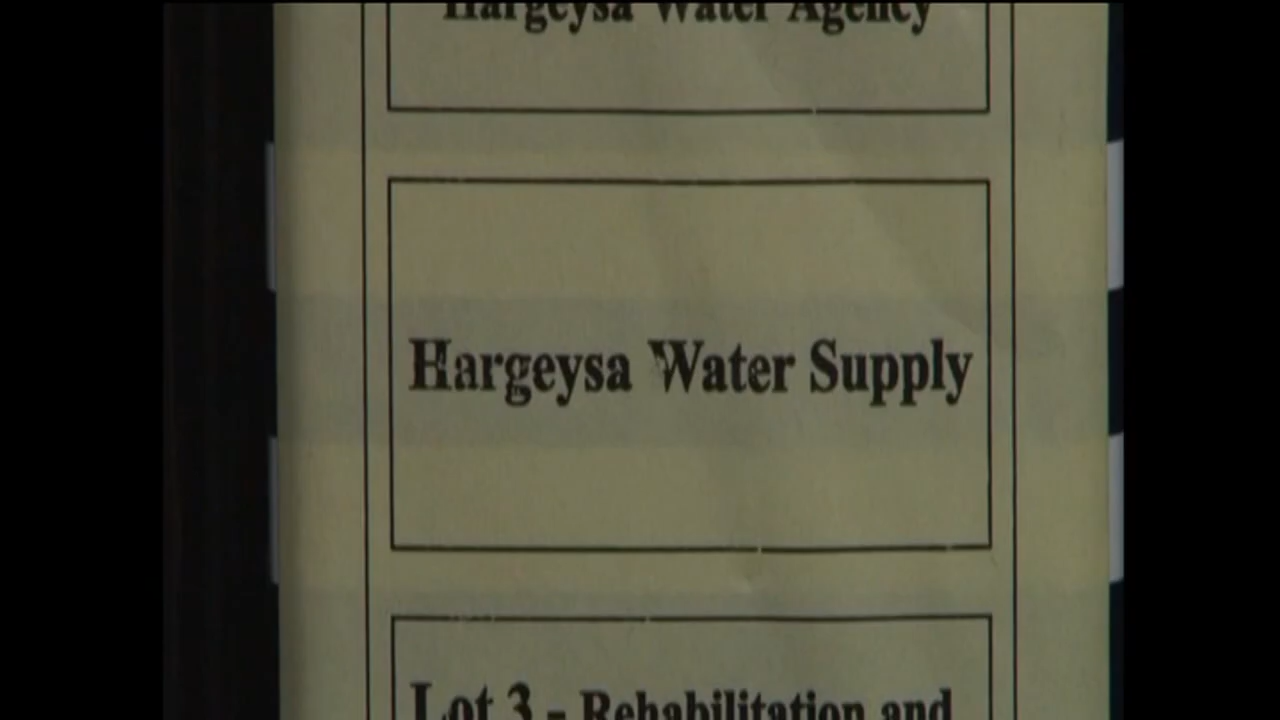 Hargeysa Water Agency
Hargeysa Water Supply
Lot 3 - Rehabilitation and